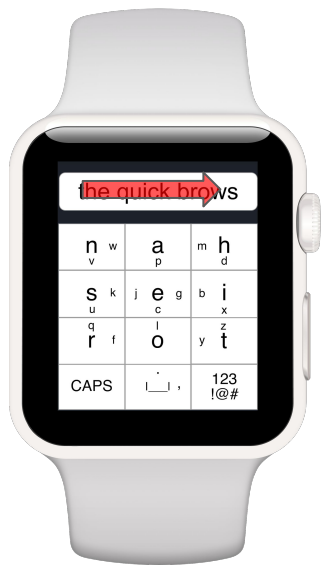 the quick brows
n w a m h
v p d
s k j e g b i
u c x
q l z
r f o y t
.
CAPS , 123
!@#